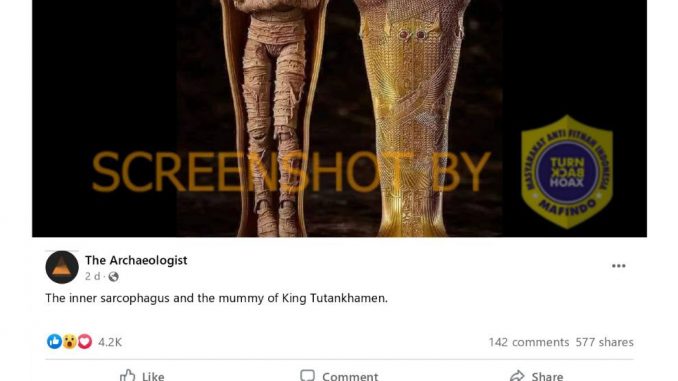 SCREENSHOT BY
MASYARAKAT ANTI FITNAH INDONESIA
TURN
BACK
HOAX
MAFINDO
The Archaeologist
2 d ·
The inner sarcophagus and the mummy of King Tutankhamen.
4.2K
142 comments 577 shares
Like
Comment
Share